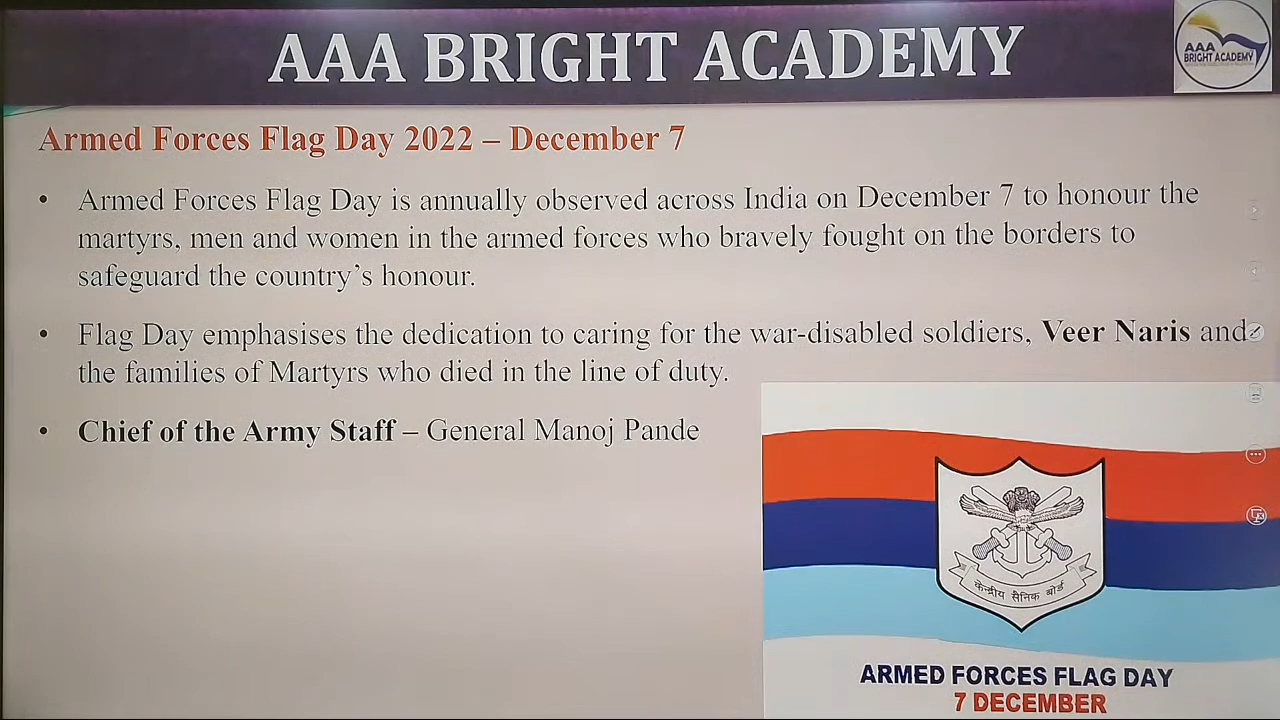 AAA BRIGHT ACADEMY
AAA
BRIGHT ACADEMY
Armed Forces Flag Day 2022 – December 7
• Armed Forces Flag Day is annually observed across India on December 7 to honour the
martyrs, men and women in the armed forces who bravely fought on the borders to
safeguard the country’s honour.
• Flag Day emphasises the dedication to caring for the war-disabled soldiers, Veer Naris and
the families of Martyrs who died in the line of duty.
• Chief of the Army Staff – General Manoj Pande
केन्द्रीय सैनिक बोर्ड
ARMED FORCES FLAG DAY
7 DECEMBER